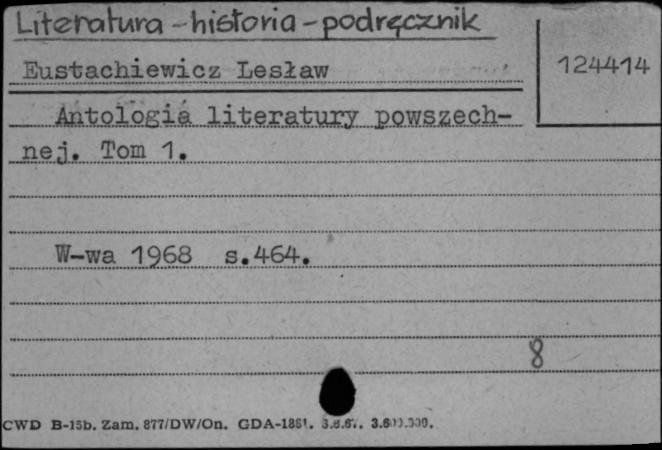 Literatura - historia - podręcznik
Eustachiewicz Lesław
124414
Antologia literatury powszech-
nej. Tom 1.
W-wa 1968 s.464.
8
CWD B-15b. Zam. 877/DW/On. GDA-1881.